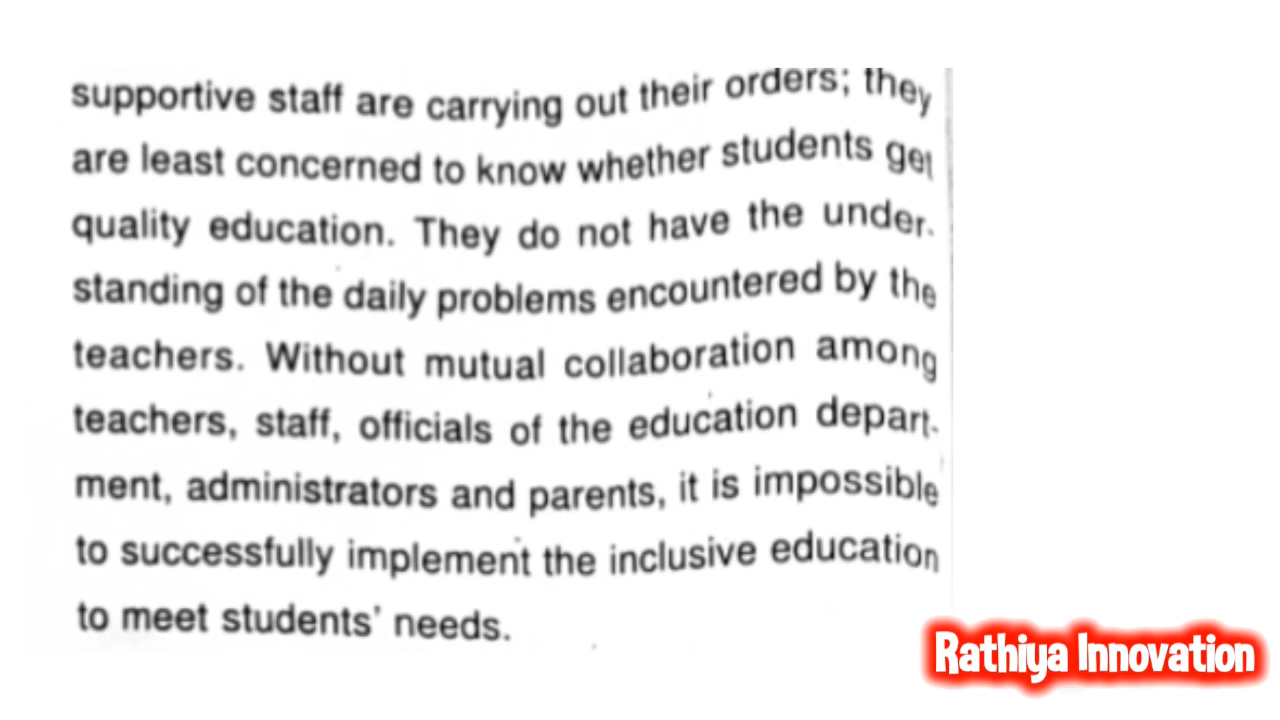 supportive staff are carrying out their orders; they
are least concerned to know whether students get
quality education. They do not have the under-
standing of the daily problems encountered by the
teachers. Without mutual collaboration among
teachers, staff, officials of the education depart-
ment, administrators and parents, it is impossible
to successfully implement the inclusive education
to meet students' needs.
Rathiya Innovation